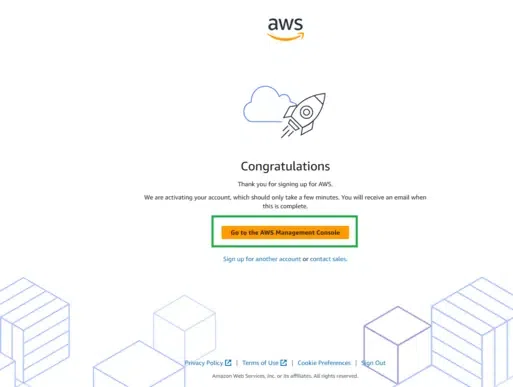 aws
Congratulations
Thank you for signing up for AWS.
We are activating your account, which should only take a few minutes. You will receive an email when
this is complete.
Go to the AWS Management Console
Sign up for another account or contact sales.
Privacy Policy | Terms of Use | Cookie Preferences | Sign Out
Amazon Web Services, Inc. or its affiliates. All rights reserved.